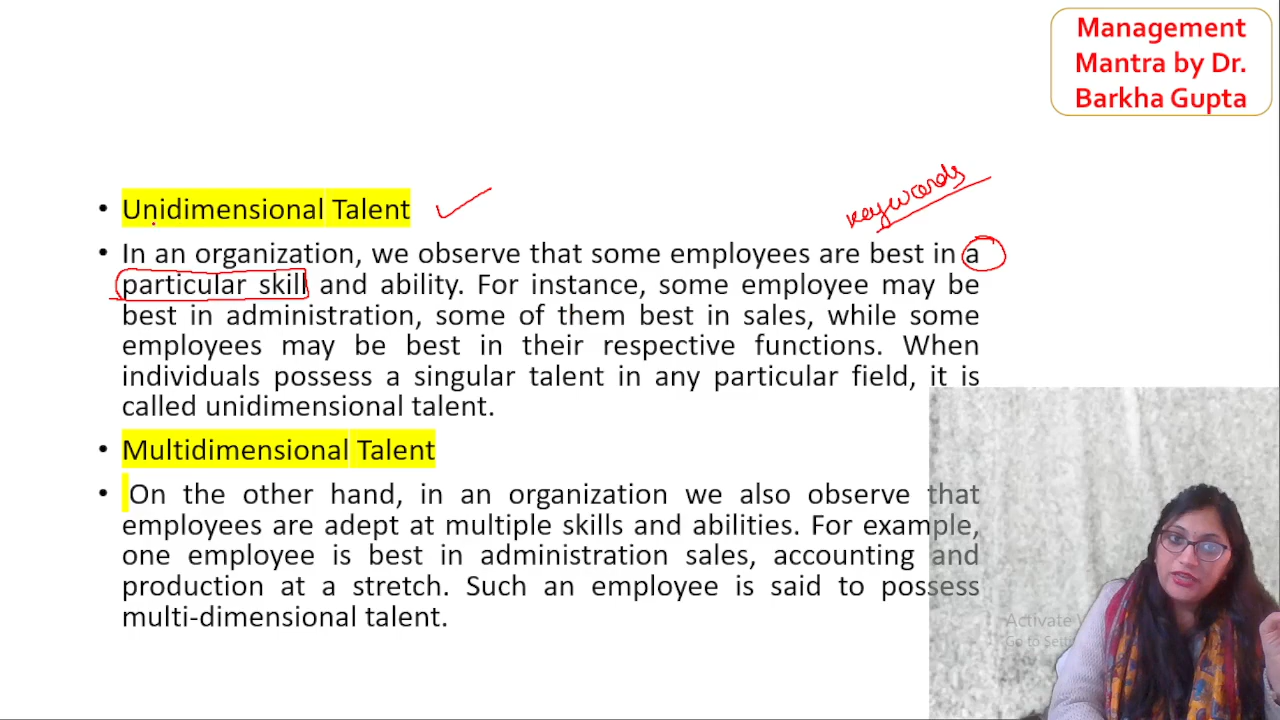 Management
Mantra by Dr.
Barkha Gupta
• Unidimensional Talent
keywords
• In an organization, we observe that some employees are best in a
particular skill and ability. For instance, some employee may be
best in administration, some of them best in sales, while some
employees may be best in their respective functions. When
individuals possess a singular talent in any particular field, it is
called unidimensional talent.
• Multidimensional Talent
• On the other hand, in an organization we also observe that
employees are adept at multiple skills and abilities. For example,
one employee is best in administration sales, accounting and
production at a stretch. Such an employee is said to possess
multi-dimensional talent.
Activate
Go to